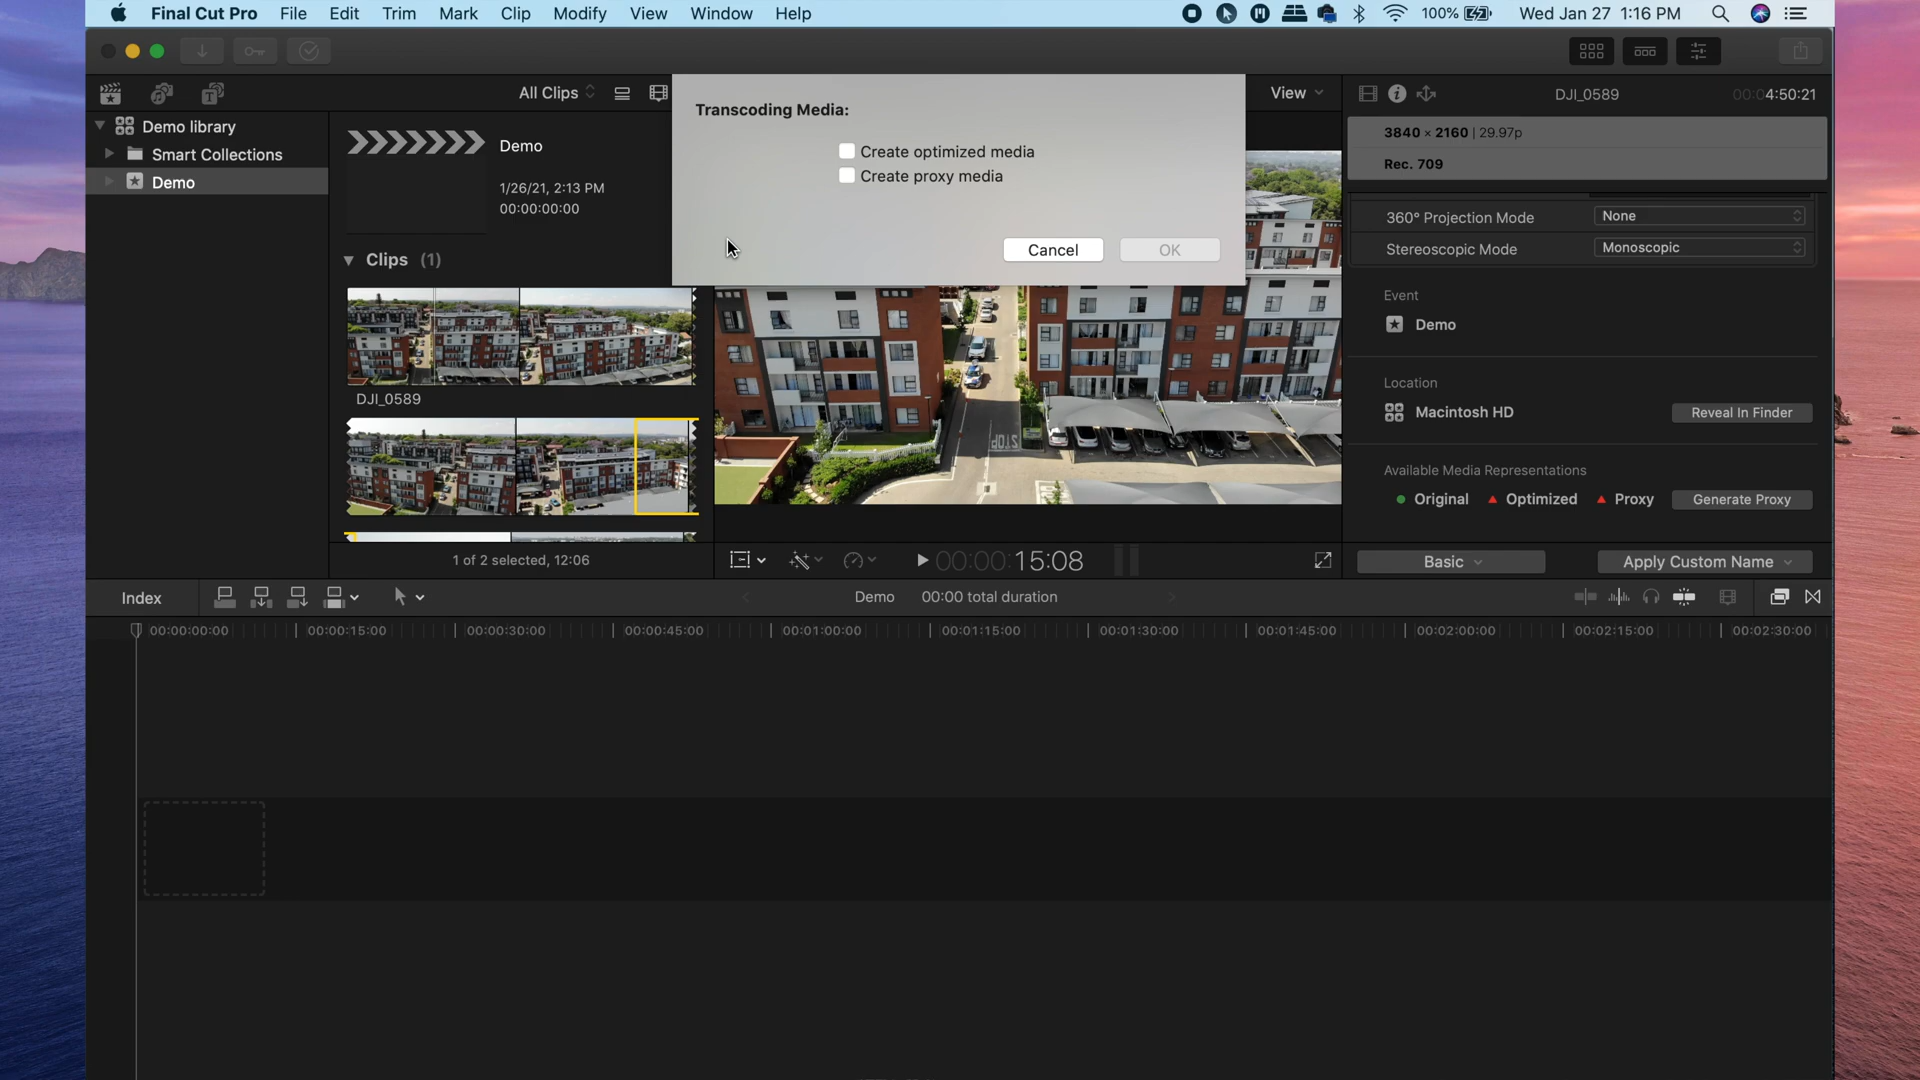 Final Cut Pro File Edit Trim Mark Clip Modify View Window Help 100% Wed Jan 27 1:16 PM
All Clips
View
DJI_0589
00:04:50:21
Transcoding Media:
Create optimized media
Create proxy media
Cancel
OK
Demo library
Smart Collections
Demo
Demo
1/26/21, 2:13 PM
00:00:00:00
Clips (1)
DJI_0589
1 of 2 selected, 12:06
STOP
00:00:15:08
3840 × 2160 | 29.97p
Rec. 709
360° Projection Mode None
Stereoscopic Mode Monoscopic
Event
Demo
Location
Macintosh HD Reveal In Finder
Available Media Representations
Original Optimized Proxy Generate Proxy
Basic Apply Custom Name
Index
Demo 00:00 total duration
00:00:00:00 00:00:15:00 00:00:30:00 00:00:45:00 00:01:00:00 00:01:15:00 00:01:30:00 00:01:45:00 00:02:00:00 00:02:15:00 00:02:30:00